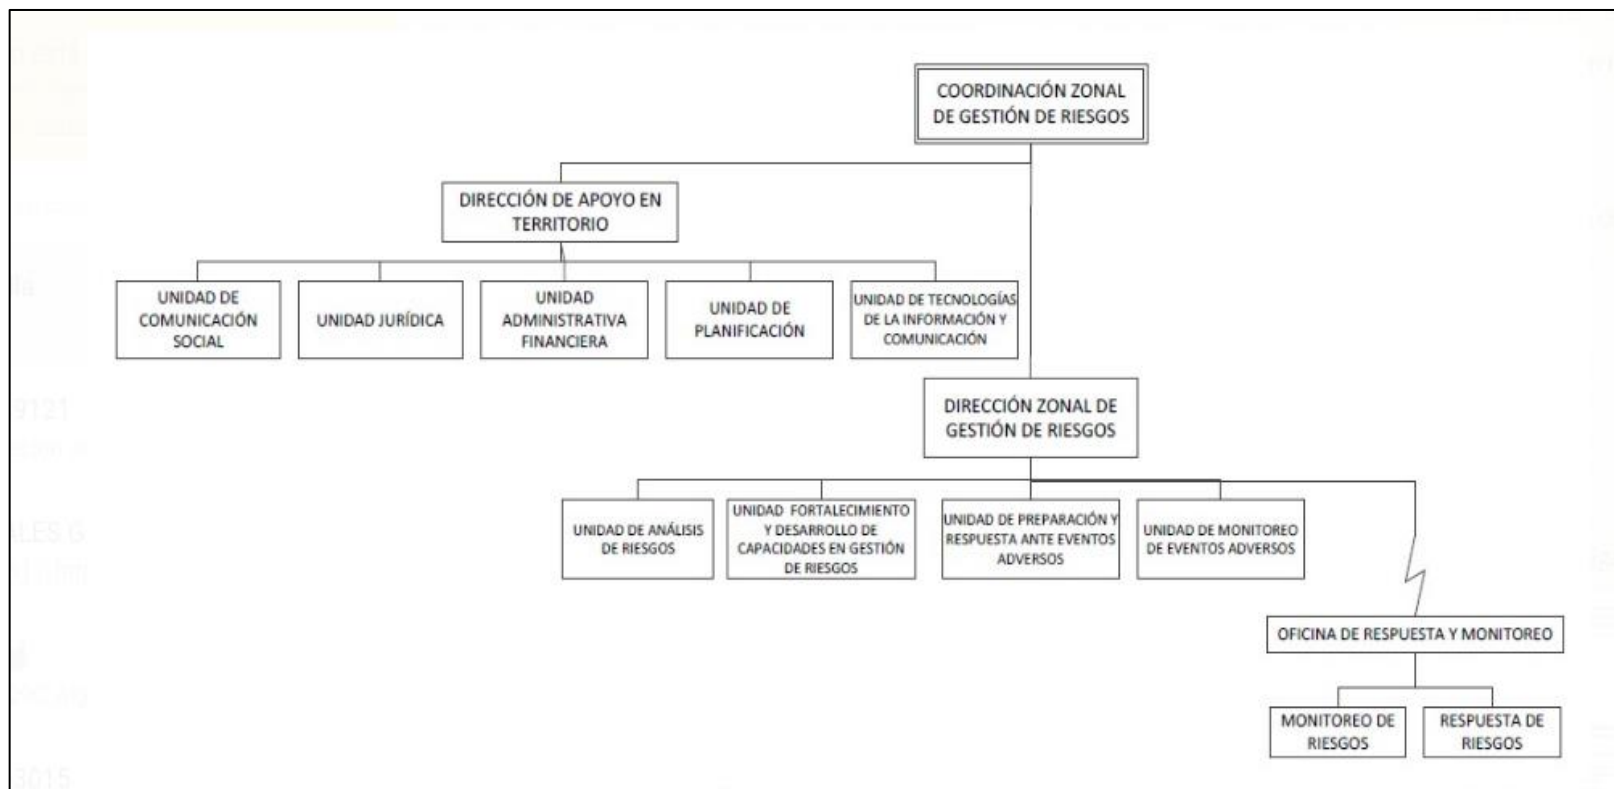 COORDINACIÓN ZONAL
DE GESTIÓN DE RIESGOS
DIRECCIÓN DE APOYO EN
TERRITORIO
UNIDAD DE
COMUNICACIÓN
SOCIAL
UNIDAD JURÍDICA
UNIDAD
ADMINISTRATIVA
FINANCIERA
UNIDAD DE
PLANIFICACIÓN
UNIDAD DE TECNOLOGÍAS
DE LA INFORMACIÓN Y
COMUNICACIÓN
DIRECCIÓN ZONAL DE
GESTIÓN DE RIESGOS
UNIDAD DE ANÁLISIS
DE RIESGOS
UNIDAD FORTALECIMIENTO
Y DESARROLLO DE
CAPACIDADES EN GESTIÓN
DE RIESGOS
UNIDAD DE PREPARACIÓN Y
RESPUESTA ANTE EVENTOS
ADVERSOS
UNIDAD DE MONITOREO
DE EVENTOS ADVERSOS
OFICINA DE RESPUESTA Y MONITOREO
MONITOREO DE
RIESGOS
RESPUESTA DE
RIESGOS
9121
3015